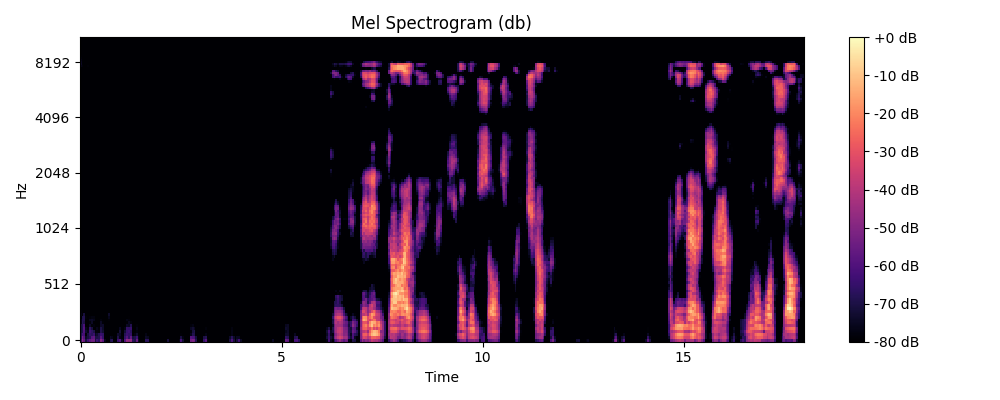 Mel Spectrogram (db)
Hz
8192
4096
2048
1024
512
0
0 5 10 15
Time
+0 dB
-10 dB
-20 dB
-30 dB
-40 dB
-50 dB
-60 dB
-70 dB
-80 dB